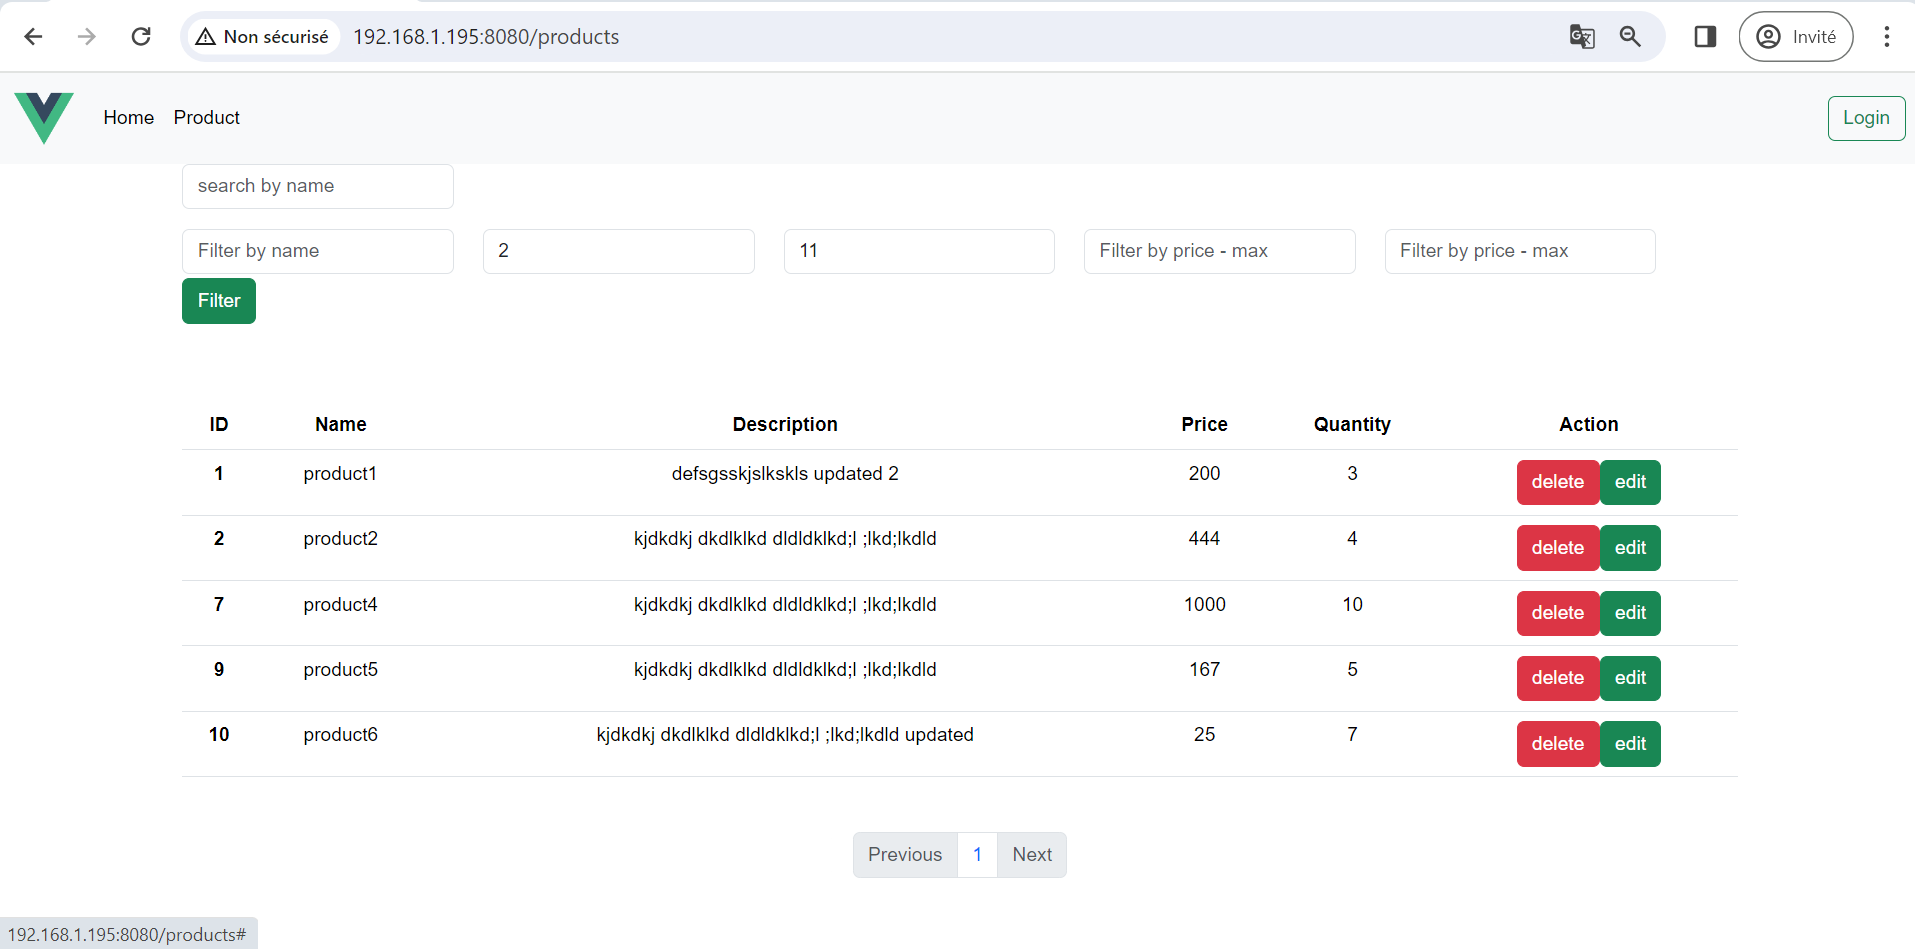 Non sécurisé 192.168.1.195:8080/products Invité
Home Product Login
search by name
Filter by name 2 11 Filter by price - max Filter by price - max
Filter
ID Name Description Price Quantity Action
1 product1 defsgsskjslkskls updated 2 200 3 delete edit
2 product2 kjdkdkj dkdlklkd dldldklkd;l ;lkd;lkdld 444 4 delete edit
7 product4 kjdkdkj dkdlklkd dldldklkd;l ;lkd;lkdld 1000 10 delete edit
9 product5 kjdkdkj dkdlklkd dldldklkd;l ;lkd;lkdld 167 5 delete edit
10 product6 kjdkdkj dkdlklkd dldldklkd;l ;lkd;lkdld updated 25 7 delete edit
Previous 1 Next
192.168.1.195:8080/products#